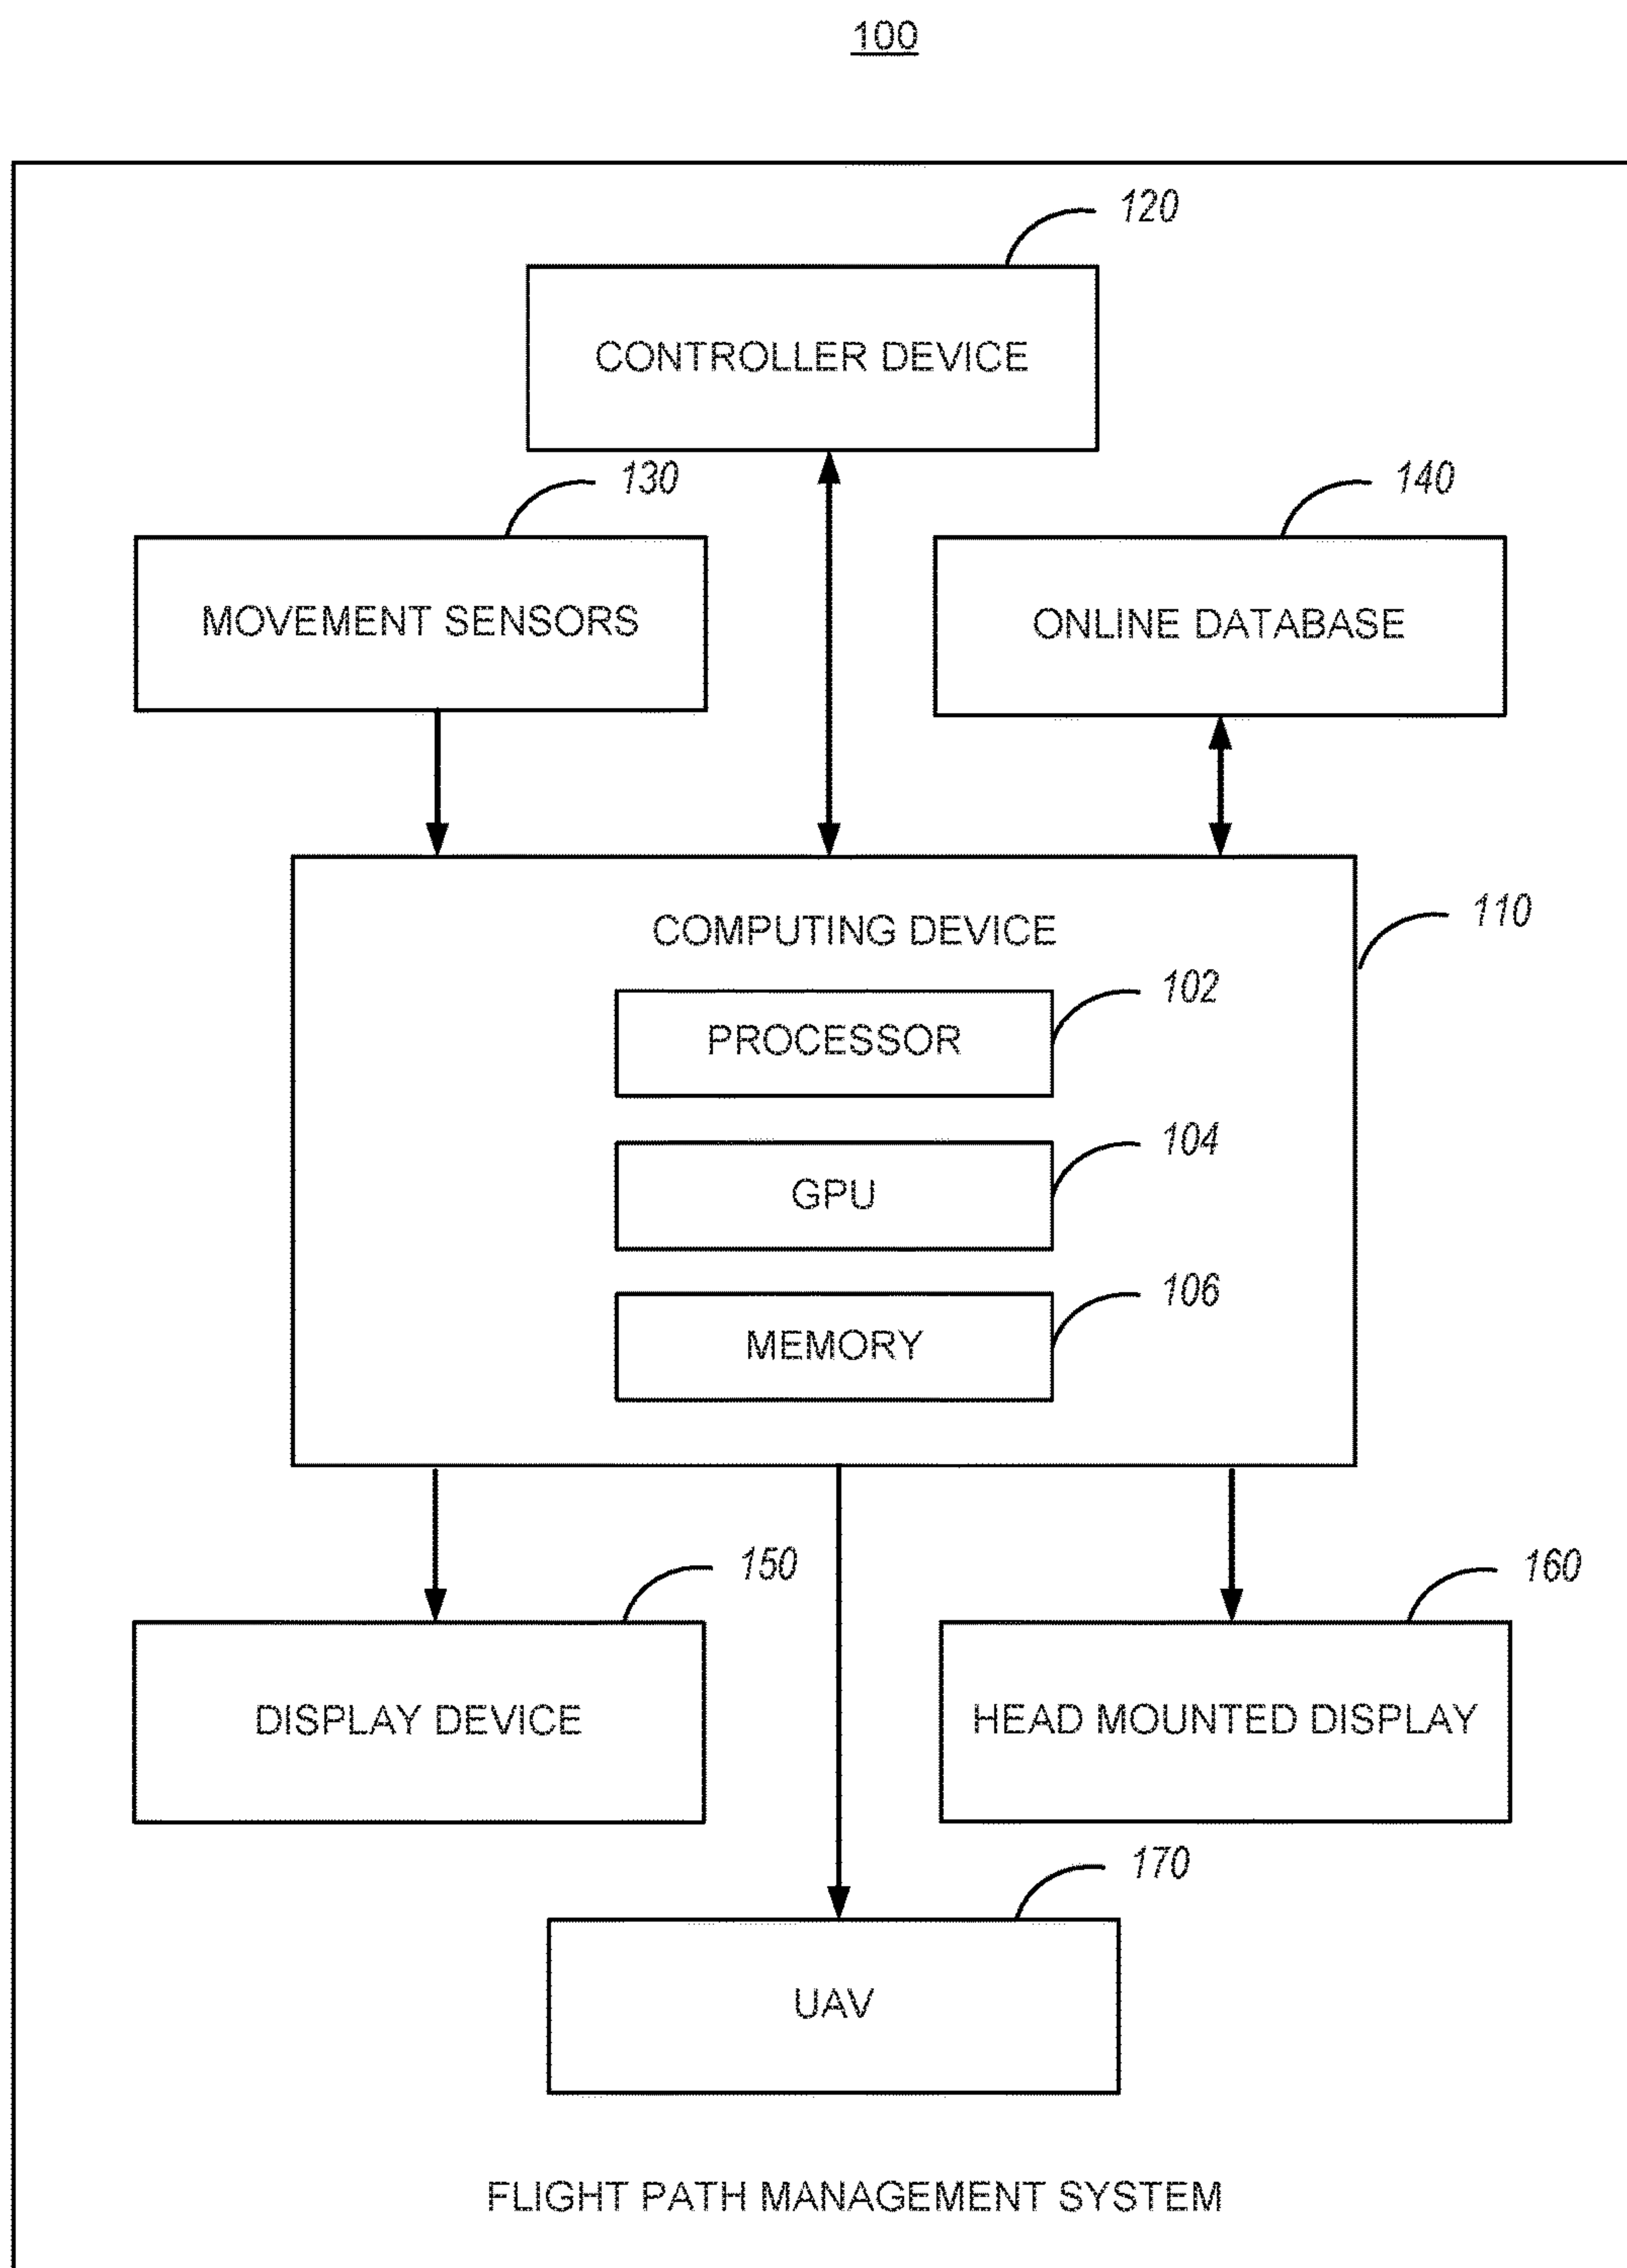 100
120
CONTROLLER DEVICE
130
140
MOVEMENT SENSORS
ONLINE DATABASE
110
COMPUTING DEVICE
102
PROCESSOR
104
GPU
106
MEMORY
150
160
DISPLAY DEVICE
HEAD MOUNTED DISPLAY
170
UAV
FLIGHT PATH MANAGEMENT SYSTEM